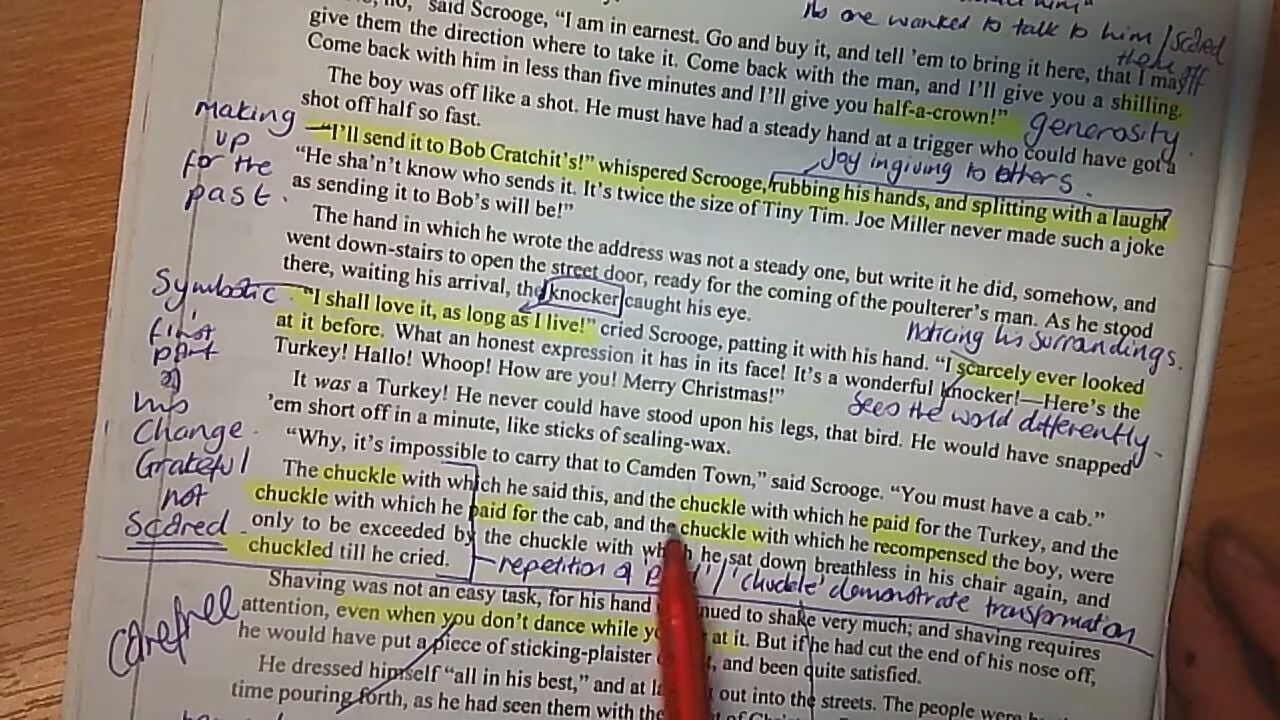 No one wanted to talk to him / scared
them off
no," said Scrooge, "I am in earnest. Go and buy it, and tell 'em to bring it here, that I may
give them the direction where to take it. Come back with the man, and I'll give you a shilling.
Come back with him in less than five minutes and I'll give you half-a-crown!"
generosity
The boy was off like a shot. He must have had a steady hand at a trigger who could have got a
shot off half so fast.
Joy in giving to others.
Making
up
for the
past.
"I'll send it to Bob Cratchit's!" whispered Scrooge, rubbing his hands, and splitting with a laugh.
"He sha'n't know who sends it. It's twice the size of Tiny Tim. Joe Miller never made such a joke
as sending it to Bob's will be!"
The hand in which he wrote the address was not a steady one, but write it he did, somehow, and
went down-stairs to open the street door, ready for the coming of the poulterer's man. As he stood
there, waiting his arrival, the knocker caught his eye.
noticing his surrandings.
Symbolic
first
part
of
his
Change.
Grateful
not
Scared.
"I shall love it, as long as I live!" cried Scrooge, patting it with his hand. "I scarcely ever looked
at it before. What an honest expression it has in its face! It's a wonderful knocker!—Here's the
Turkey! Hallo! Whoop! How are you! Merry Christmas!"
Sees the world differently.
It was a Turkey! He never could have stood upon his legs, that bird. He would have snapped
'em short off in a minute, like sticks of sealing-wax.
"Why, it's impossible to carry that to Camden Town," said Scrooge. "You must have a cab."
The chuckle with which he said this, and the chuckle with which he paid for the Turkey, and the
chuckle with which he paid for the cab, and the chuckle with which he recompensed the boy, were
only to be exceeded by the chuckle with which he sat down breathless in his chair again, and
chuckled till he cried.
repetition of / 'chuckle' demonstrate transformation
carefree
Shaving was not an easy task, for his hand nued to shake very much; and shaving requires
attention, even when you don't dance while at it. But if he had cut the end of his nose off,
he would have put a piece of sticking-plaister and been quite satisfied.
He dressed himself "all in his best," and at la out into the streets. The people were
time pouring forth, as he had seen them with the of